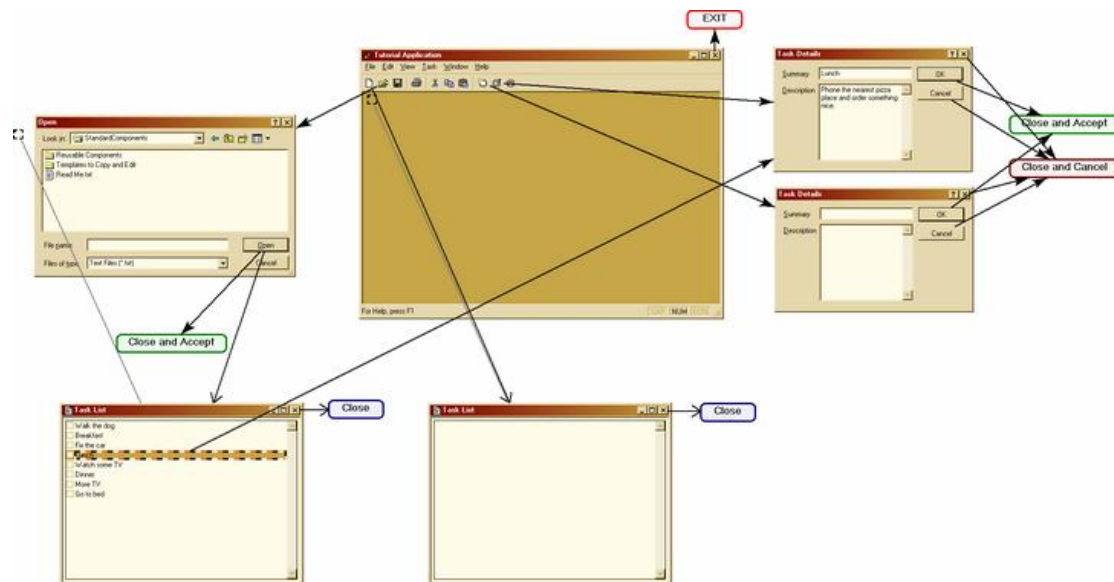 EXIT
Tutorial Application
File Edit View Task Window Help
For Help, press F1
NUM
Task Details
Summary
Lunch
OK
Description
Phone the nearest pizza
place and order something
nice.
Cancel
Close and Accept
Close and Cancel
Task Details
Summary
OK
Description
Cancel
Open
Look in:
StandardComponents
Reusable Components
Templates to Copy and Edit
Read Me.txt
File name:
Open
Files of type:
Text Files (*.txt)
Cancel
Close and Accept
Task List
Close
Walk the dog
Breakfast
Fix the car
Watch some TV
Dinner
More TV
Go to bed
Task List
Close